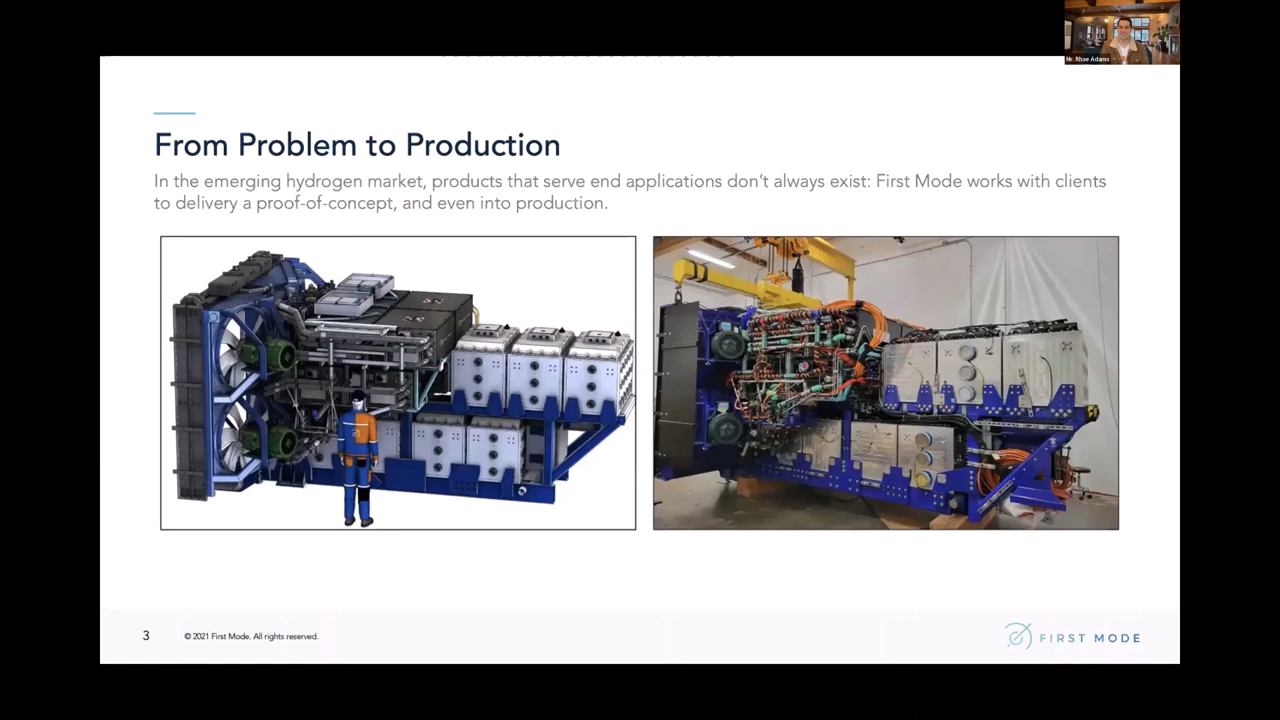 Mr. Rhae Adams
From Problem to Production
In the emerging hydrogen market, products that serve end applications don't always exist: First Mode works with clients
to delivery a proof-of-concept, and even into production.
3
© 2021 First Mode. All rights reserved.
FIRST MODE